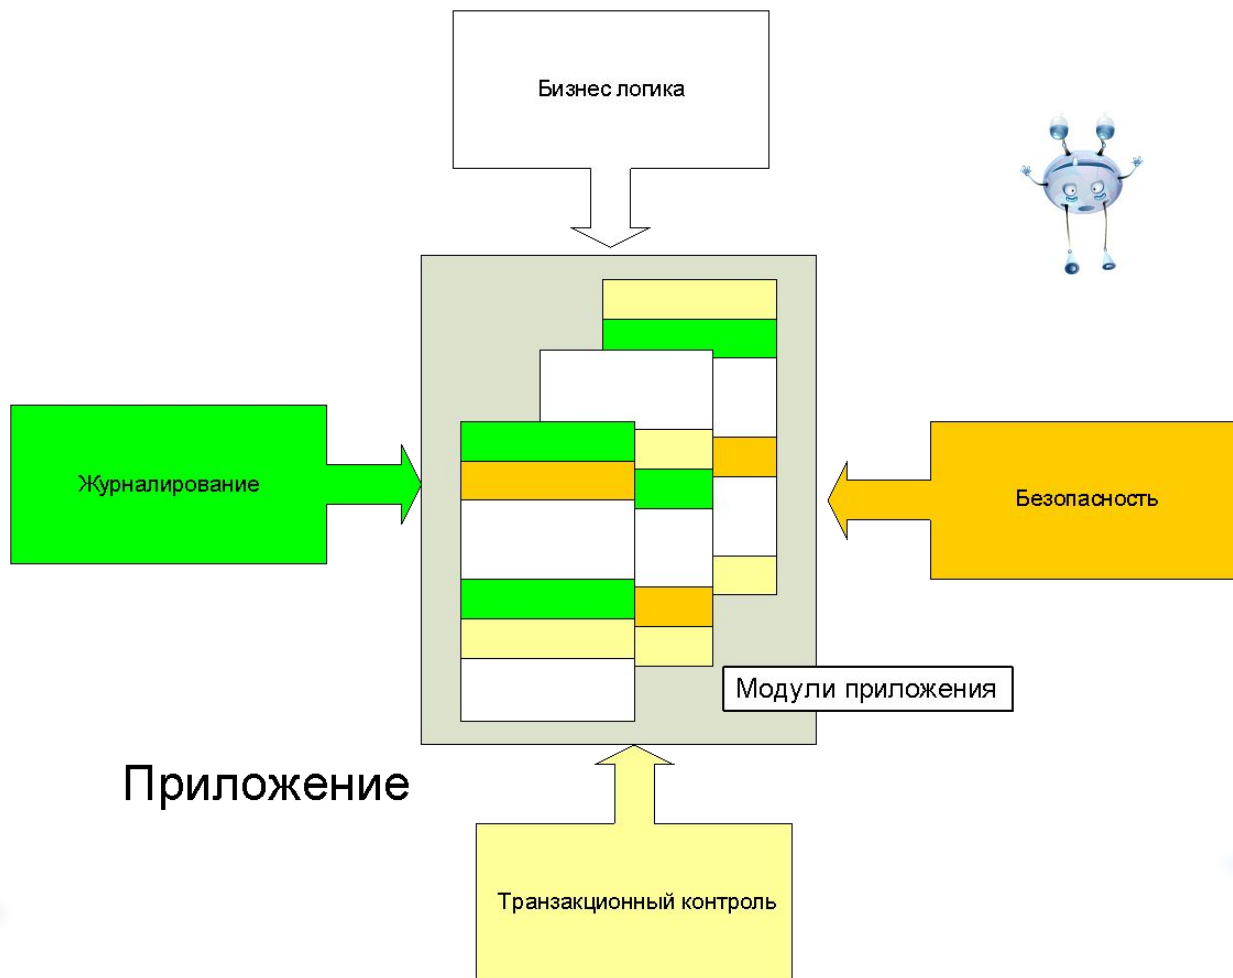 Бизнес логика
Журналирование
Безопасность
Модули приложения
Приложение
Транзакционный контроль